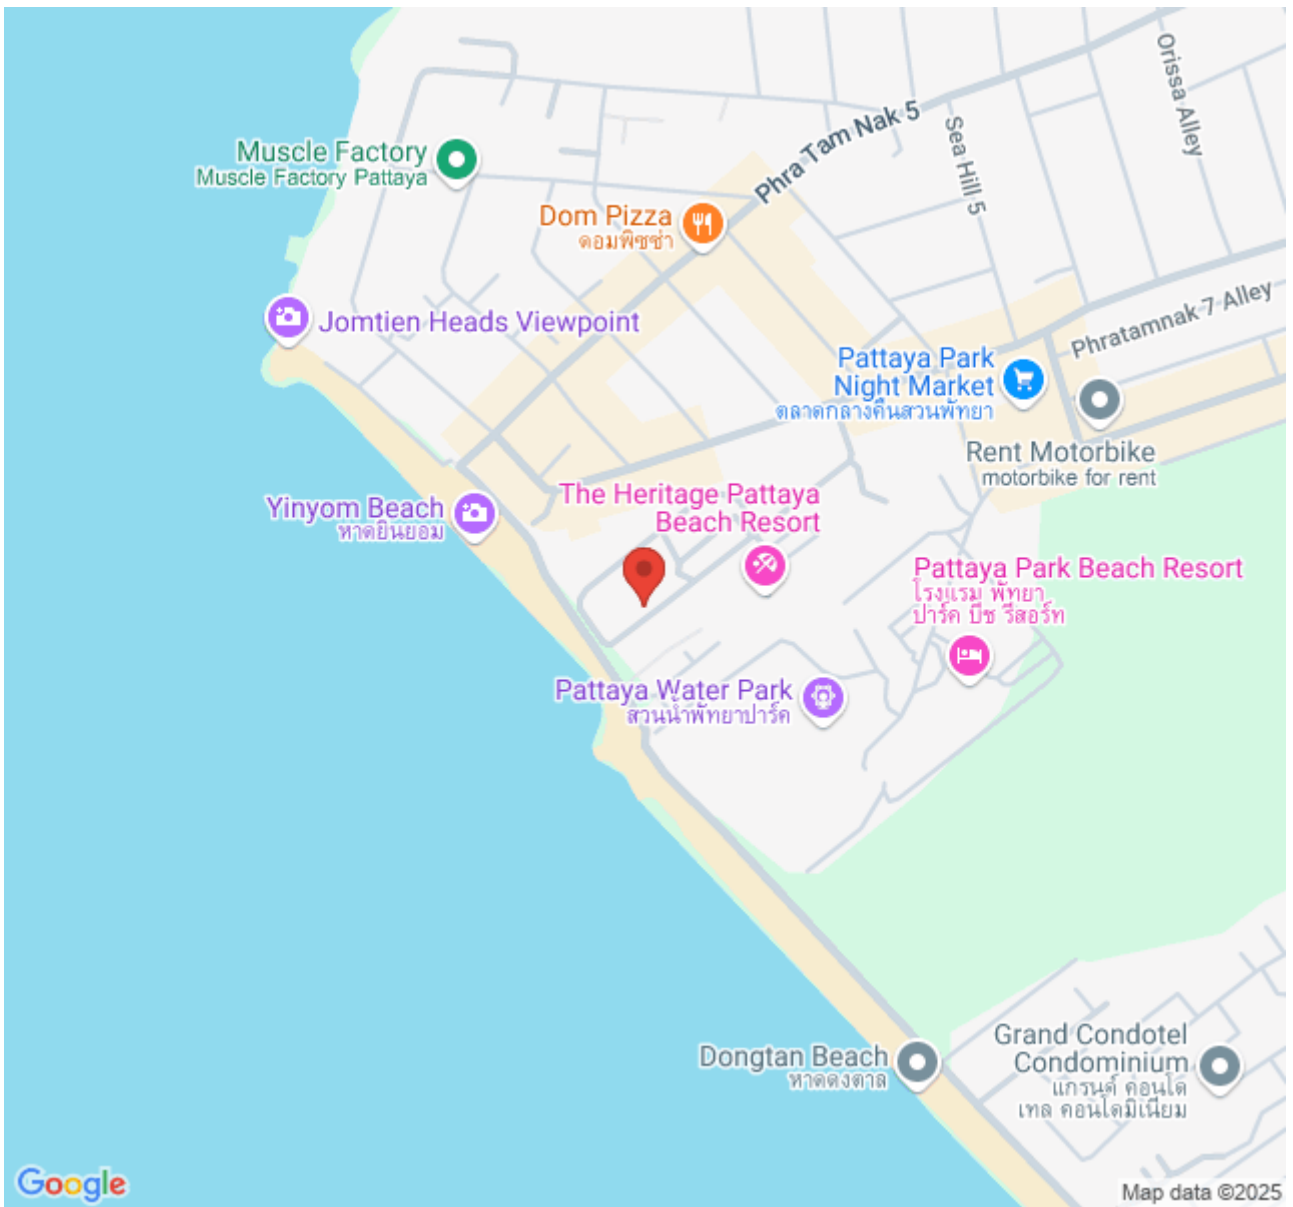 Orissa Alley
Phra Tam Nak 5
Sea Hill 5
Muscle Factory
Muscle Factory Pattaya
Dom Pizza
ดอมพิซซ่า
Jomtien Heads Viewpoint
Phratamnak 7 Alley
Pattaya Park
Night Market
ตลาดกลางคืนสวนพัทยา
Rent Motorbike
motorbike for rent
The Heritage Pattaya
Beach Resort
Yinyom Beach
หาดยินยอม
Pattaya Park Beach Resort
โรงแรม พัทยา
ปาร์ค บีช รีสอร์ท
Pattaya Water Park
สวนน้ำพัทยาปาร์ค
Dongtan Beach
หาดดงตาล
Grand Condotel
Condominium
แกรนด์ คอนโด
เทล คอนโดมิเนียม
Google
Map data ©2025